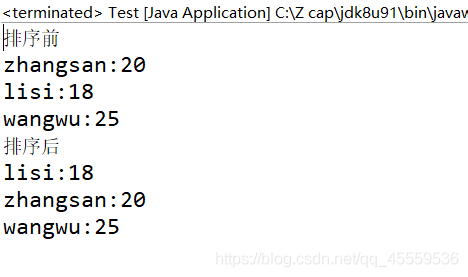 <terminated> Test [Java Application] C:\Z cap\jdk8u91\bin\javaw
排序前
zhangsan:20
lisi:18
wangwu:25
排序后
lisi:18
zhangsan:20
wangwu:25
https://blog.csdn.net/qq_45559536